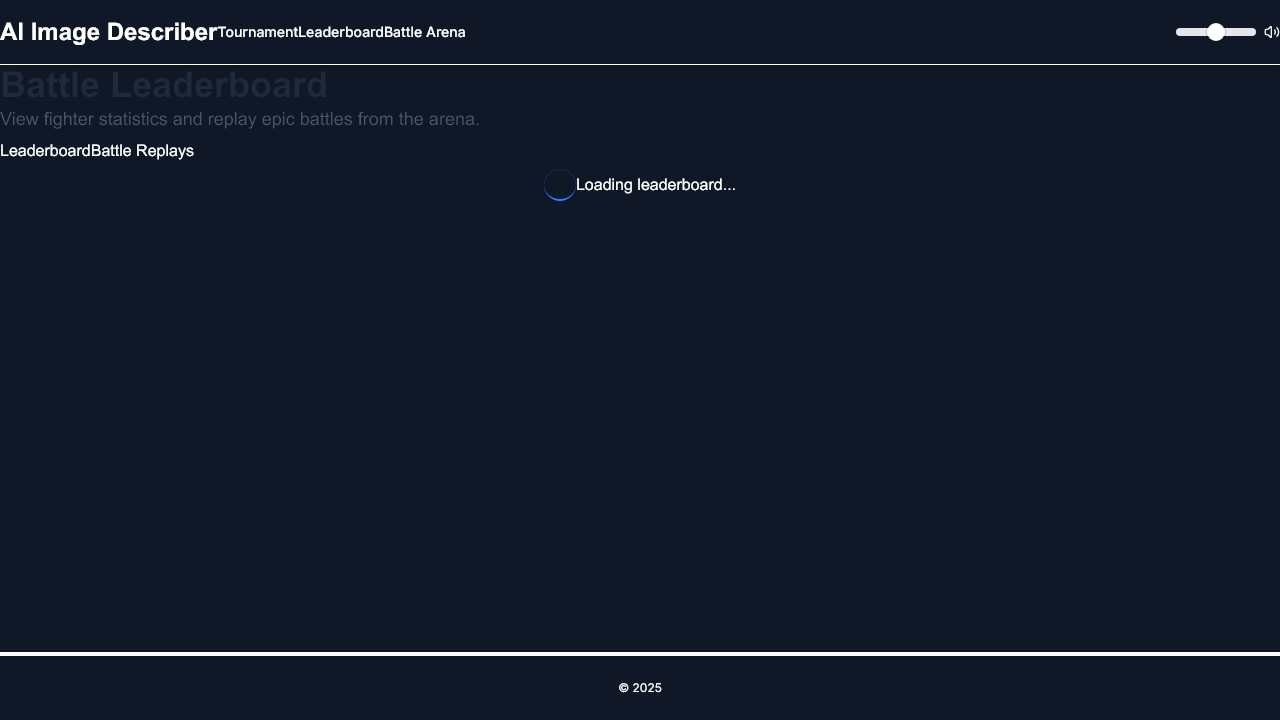 AI Image Describer Tournament Leaderboard Battle Arena
Battle Leaderboard
View fighter statistics and replay epic battles from the arena.
Leaderboard Battle Replays
Loading leaderboard...
© 2025